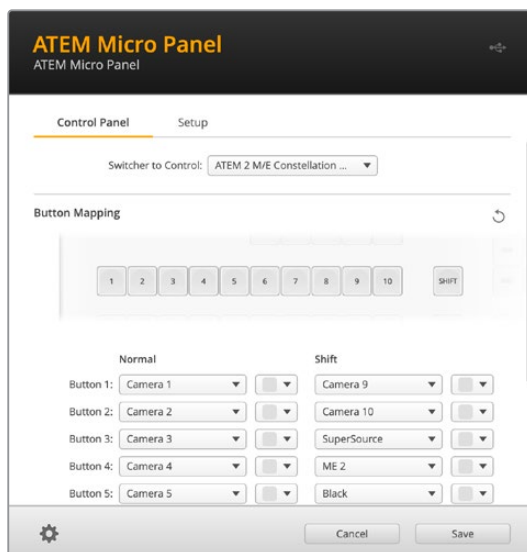 ATEM Micro Panel
ATEM Micro Panel
Control Panel Setup
Switcher to Control: ATEM 2 M/E Constellation ...
Button Mapping
1 2 3 4 5 6 7 8 9 10 SHIFT
Normal Shift
Button 1: Camera 1 Camera 9
Button 2: Camera 2 Camera 10
Button 3: Camera 3 SuperSource
Button 4: Camera 4 ME 2
Button 5: Camera 5 Black
Cancel Save